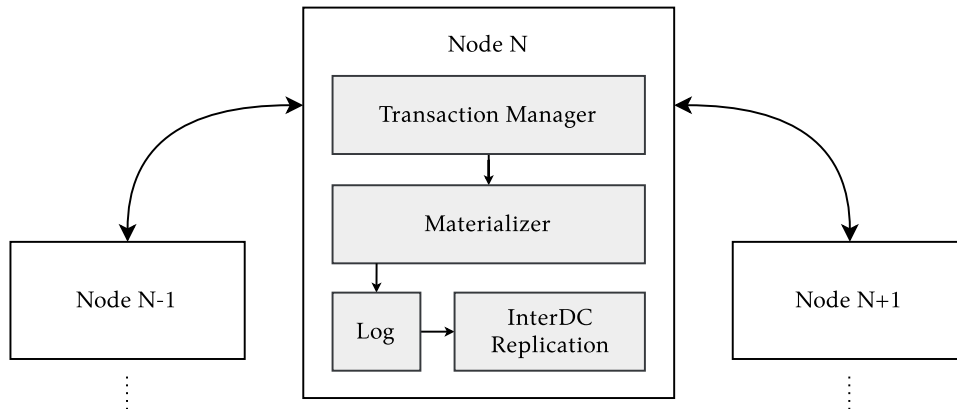 Node N
Transaction Manager
Materializer
Node N-1
Node N+1
Log
InterDC
Replication